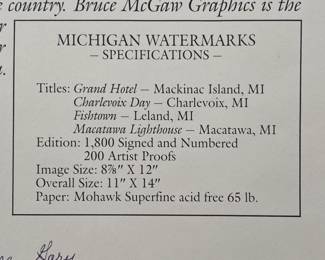 e country. Bruce McGaw Graphics is the
r
r
a.
MICHIGAN WATERMARKS
– SPECIFICATIONS –
Titles: Grand Hotel – Mackinac Island, MI
Charlevoix Day – Charlevoix, MI
Fishtown – Leland, MI
Macatawa Lighthouse – Macatawa, MI
Edition: 1,800 Signed and Numbered
200 Artist Proofs
Image Size: 8⅞" X 12"
Overall Size: 11" X 14"
Paper: Mohawk Superfine acid free 65 lb.
Gary